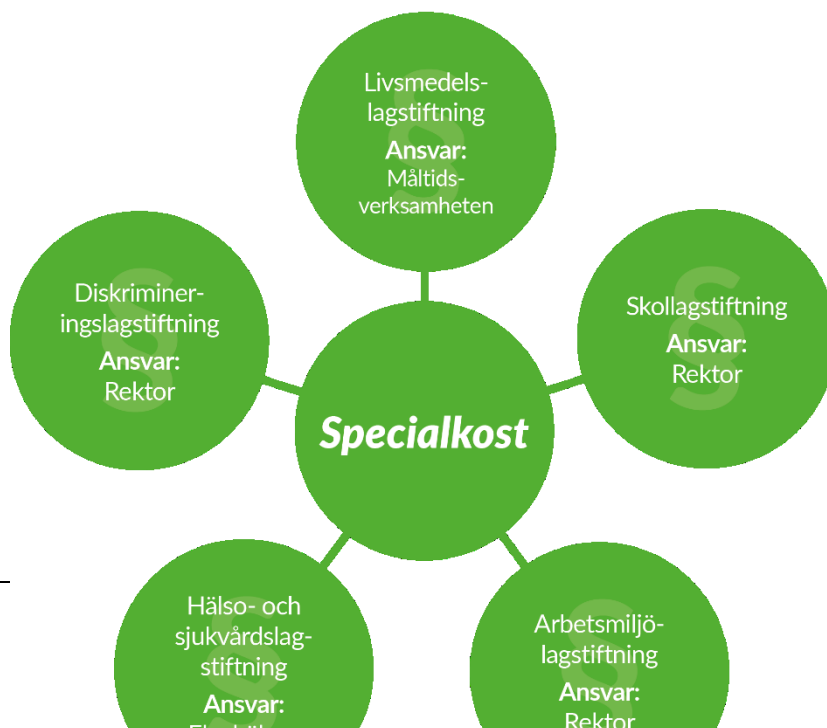 Livsmedels-
lagstiftning
Ansvar:
Måltids-
verksamheten
Diskriminer-
ingslagstiftning
Ansvar:
Rektor
Skollagstiftning
Ansvar:
Rektor
Specialkost
Hälso- och
sjukvårdslag-
stiftning
Ansvar:
Arbetsmiljö-
lagstiftning
Ansvar:
Rektor